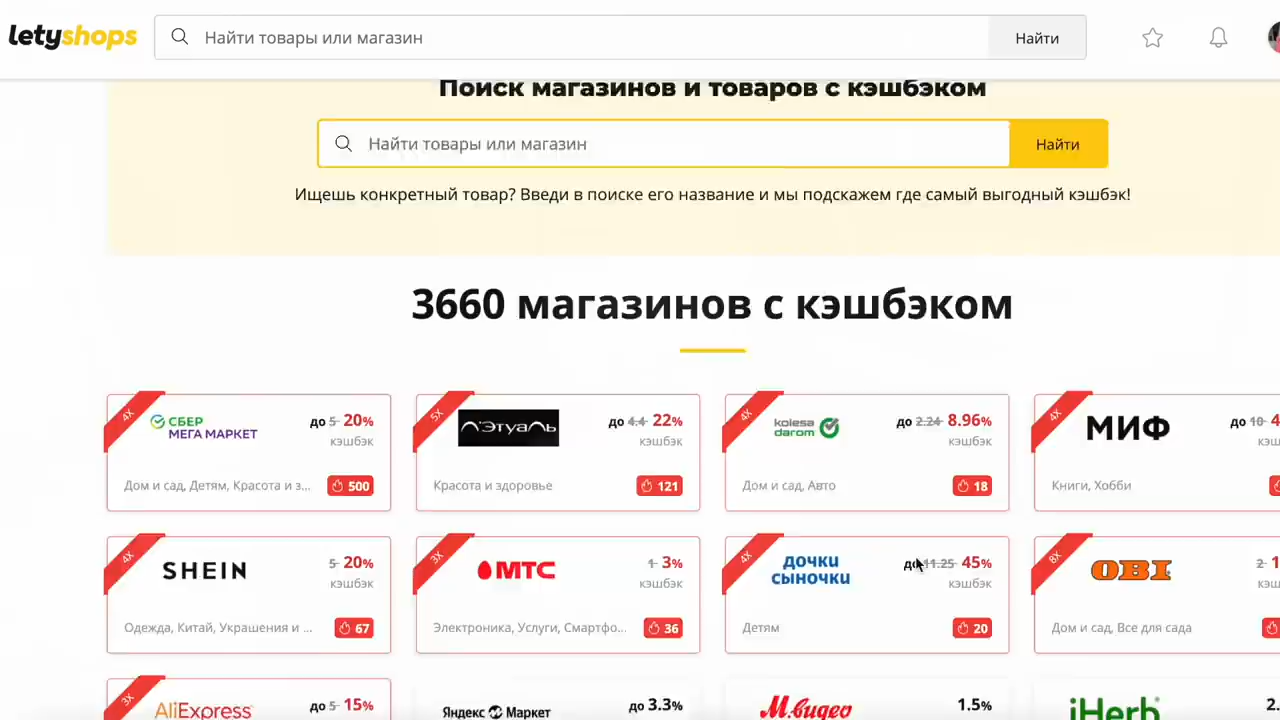 letyshops
Найти товары или магазин
Найти
Поиск магазинов и товаров с кэшбэком
Найти товары или магазин
Найти
Ищешь конкретный товар? Введи в поиске его название и мы подскажем где самый выгодный кэшбэк!
3660 магазинов с кэшбэком
4X
СБЕР МЕГА МАРКЕТ
до 5 20%
кэшбэк
Дом и сад, Детям, Красота и з...
500
5X
Л'Этуаль
до 4.4 22%
кэшбэк
Красота и здоровье
121
4X
kolesa darom
до 2.24 8.96%
кэшбэк
Дом и сад, Авто
18
4X
МИФ
до 10 4
кэш
Книги, Хобби
4X
SHEIN
5 20%
кэшбэк
Одежда, Китай, Украшения и ...
67
3X
МТС
1 3%
кэшбэк
Электроника, Услуги, Смартфо...
36
4X
ДОЧКИ СЫНОЧКИ
до 11.25 45%
кэшбэк
Детям
20
8X
OBI
2 1
кэш
Дом и сад, Все для сада
3X
AliExpress
до 5 15%
Яндекс Маркет
до 3.3%
М.видео
1.5%
iHerb
2.